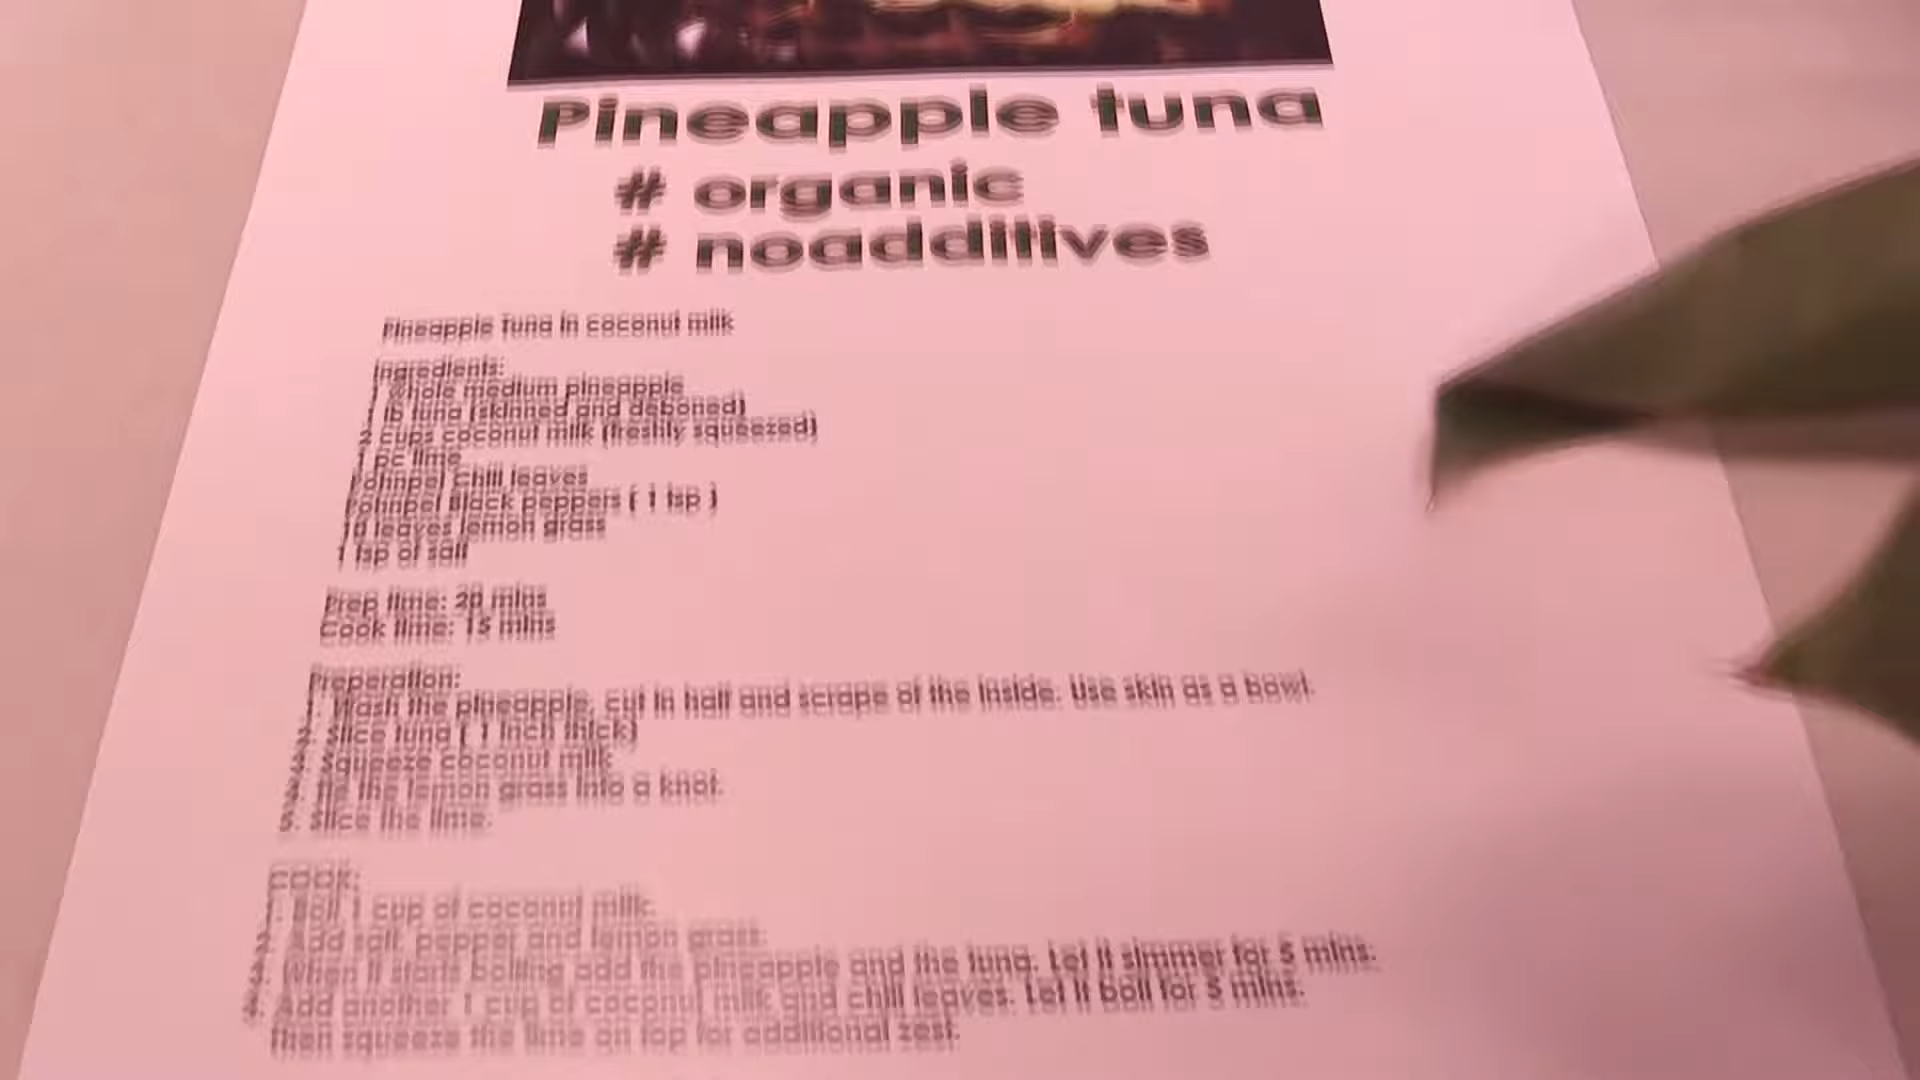 Pineapple tuna
# organic
# noadditives
Pineapple Tuna in coconut milk
Ingredients:
1 Whole medium pineapple
1 lb tuna (skinned and deboned)
2 cups coconut milk (freshly squeezed)
1 pc lime
Pohnpei Chili leaves
Pohnpei Black peppers ( 1 tsp )
10 leaves lemon grass
1 tsp of salt
Prep time: 20 mins
Cook time: 15 mins
Preperation:
1. Wash the pineapple, cut in half and scrape of the inside. Use skin as a bowl.
2. Slice tuna ( 1 inch thick)
3. Squeeze coconut milk
4. Tie the lemon grass into a knot.
5. Slice the lime.
Cook:
1. Boil 1 cup of coconut milk.
2. Add salt, pepper and lemon grass.
3. When it starts boiling add the pineapple and the tuna. Let it simmer for 5 mins.
4. Add another 1 cup of coconut milk and chili leaves. Let it boil for 5 mins.
then squeeze the lime on top for additional zest.